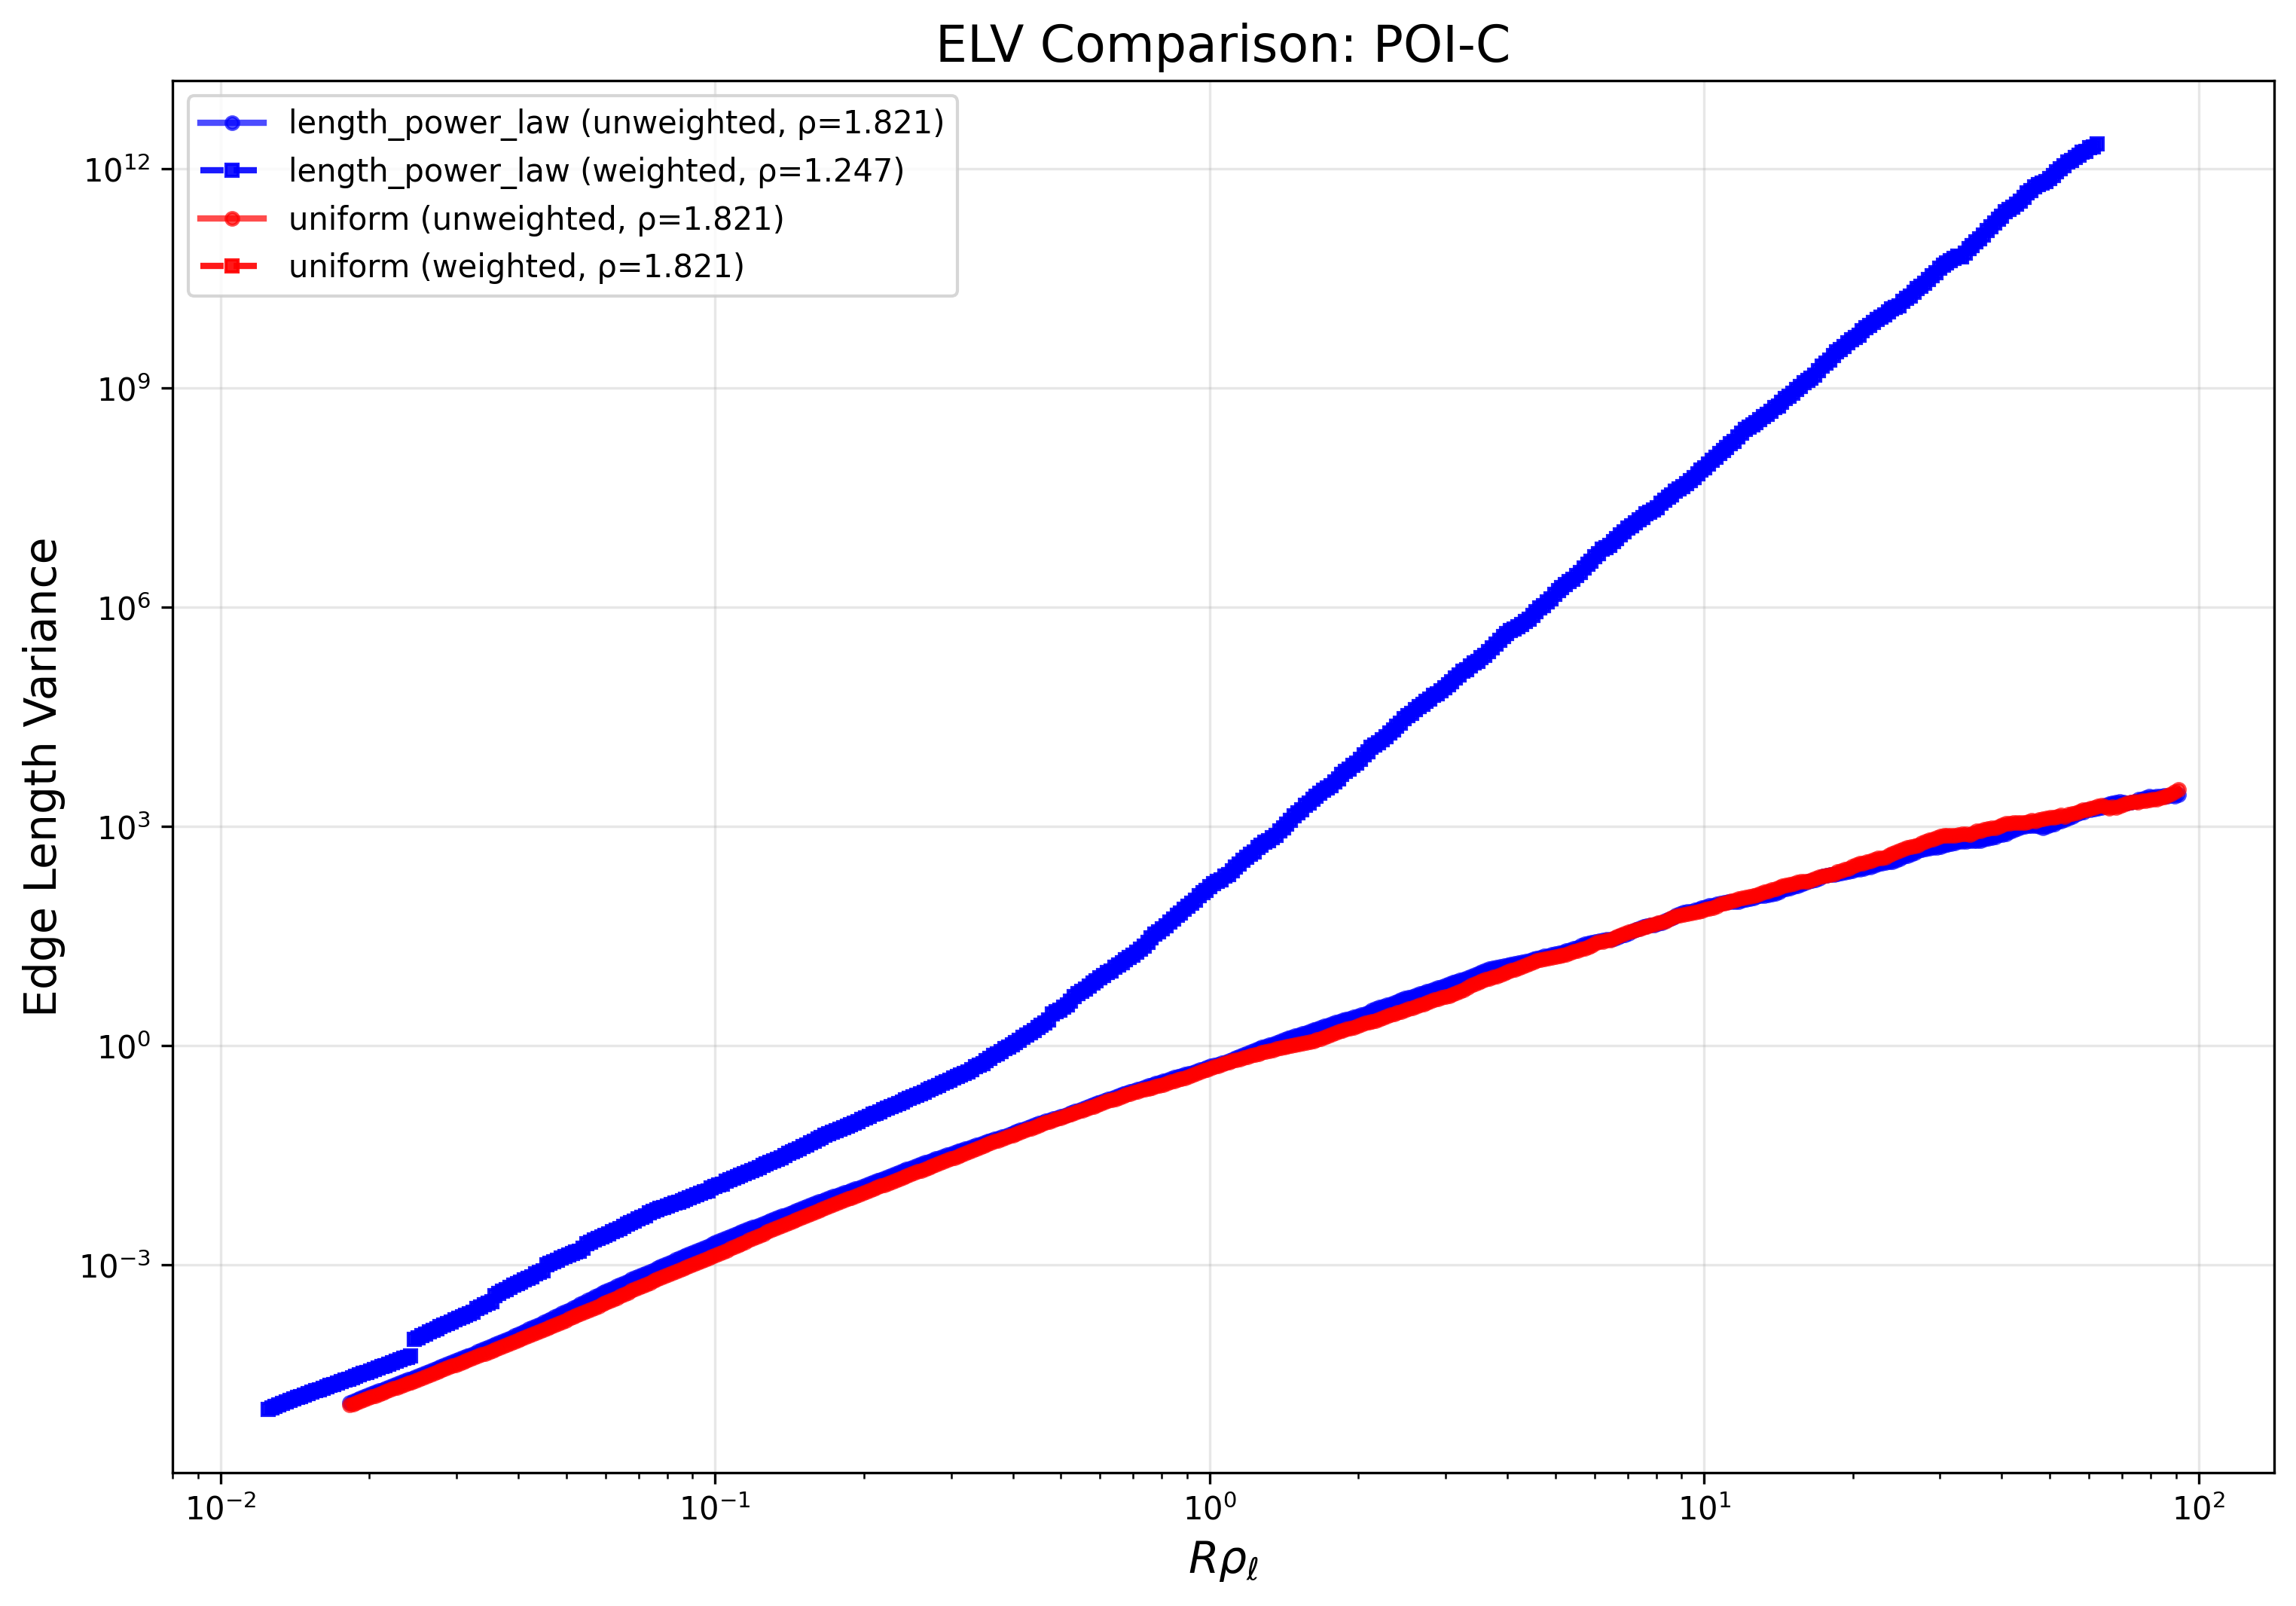 ELV Comparison: POI-C
length_power_law (unweighted, ρ=1.821)
length_power_law (weighted, ρ=1.247)
uniform (unweighted, ρ=1.821)
uniform (weighted, ρ=1.821)
Edge Length Variance
10¹²
10⁹
10⁶
10³
10⁰
10⁻³
10⁻²
10⁻¹
10⁰
10¹
10²
Rρℓ